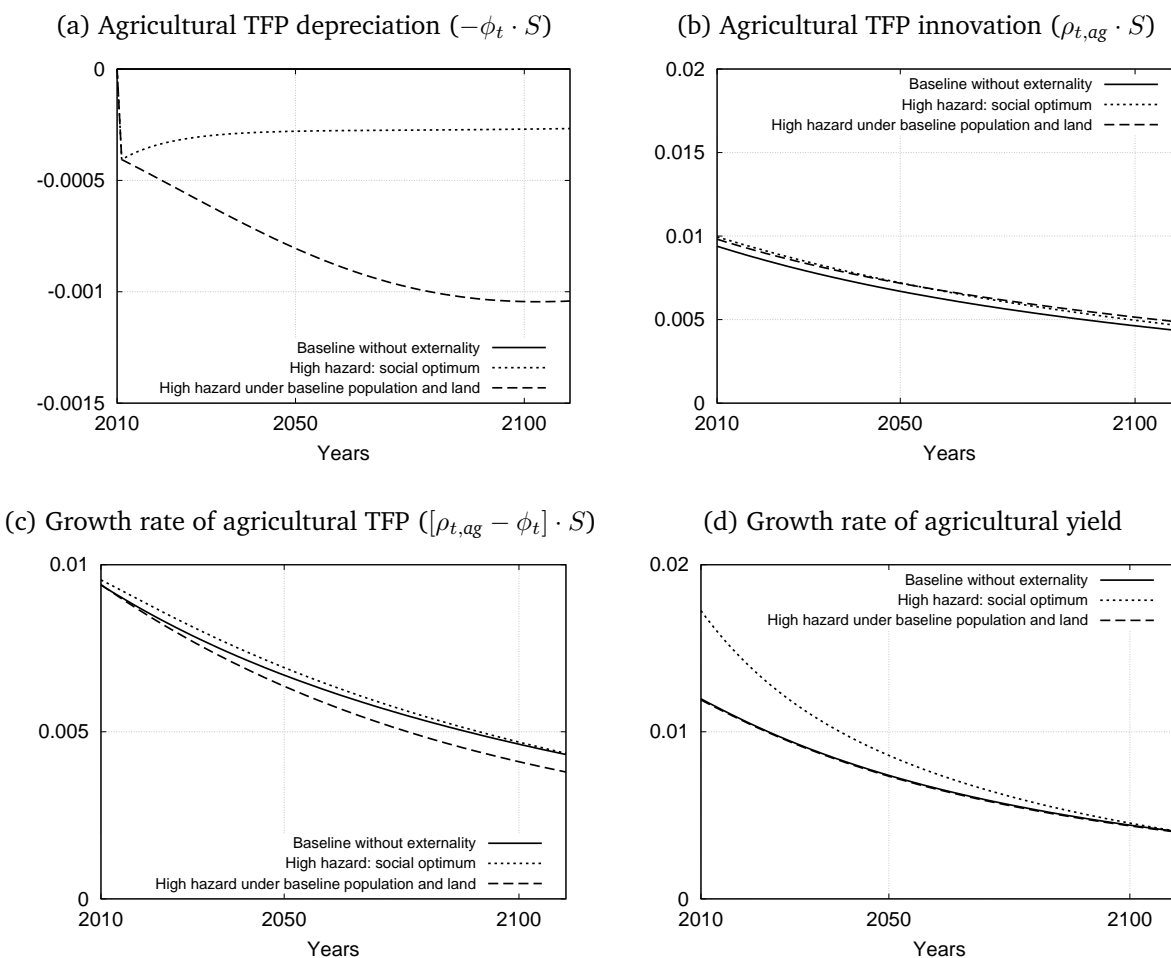 (a) Agricultural TFP depreciation (−ϕ_t · S)
0
-0.0005
-0.001
-0.0015
Baseline without externality
High hazard: social optimum
High hazard under baseline population and land
2010
2050
2100
Years
(b) Agricultural TFP innovation (ρ_{t,ag} · S)
0.02
0.015
0.01
0.005
0
Baseline without externality
High hazard: social optimum
High hazard under baseline population and land
2010
2050
2100
Years
(c) Growth rate of agricultural TFP ([ρ_{t,ag} − ϕ_t] · S)
0.01
0.005
0
Baseline without externality
High hazard: social optimum
High hazard under baseline population and land
2010
2050
2100
Years
(d) Growth rate of agricultural yield
0.02
0.01
0
Baseline without externality
High hazard: social optimum
High hazard under baseline population and land
2010
2050
2100
Years